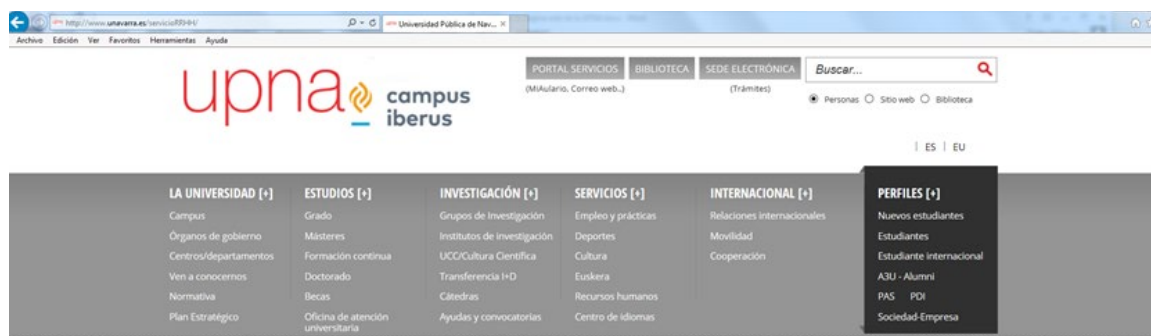 http://www.unavarra.es/servicioRRHH/
Universidad Pública de Nav...
Archivo Edición Ver Favoritos Herramientas Ayuda
upna campus iberus
PORTAL SERVICIOS BIBLIOTECA SEDE ELECTRÓNICA Buscar...
(MiAulario, Correo web..) (Trámites) Personas Sitio web Biblioteca
| ES | EU
LA UNIVERSIDAD [+]
Campus
Órganos de gobierno
Centros/departamentos
Ven a conocernos
Normativa
Plan Estratégico
ESTUDIOS [+]
Grado
Másteres
Formación continua
Doctorado
Becas
Oficina de atención
universitaria
INVESTIGACIÓN [+]
Grupos de Investigación
Institutos de investigación
UCC/Cultura Científica
Transferencia I+D
Cátedras
Ayudas y convocatorias
SERVICIOS [+]
Empleo y prácticas
Deportes
Cultura
Euskera
Recursos humanos
Centro de idiomas
INTERNACIONAL [+]
Relaciones internacionales
Movilidad
Cooperación
PERFILES [+]
Nuevos estudiantes
Estudiantes
Estudiante internacional
A3U - Alumni
PAS PDI
Sociedad-Empresa